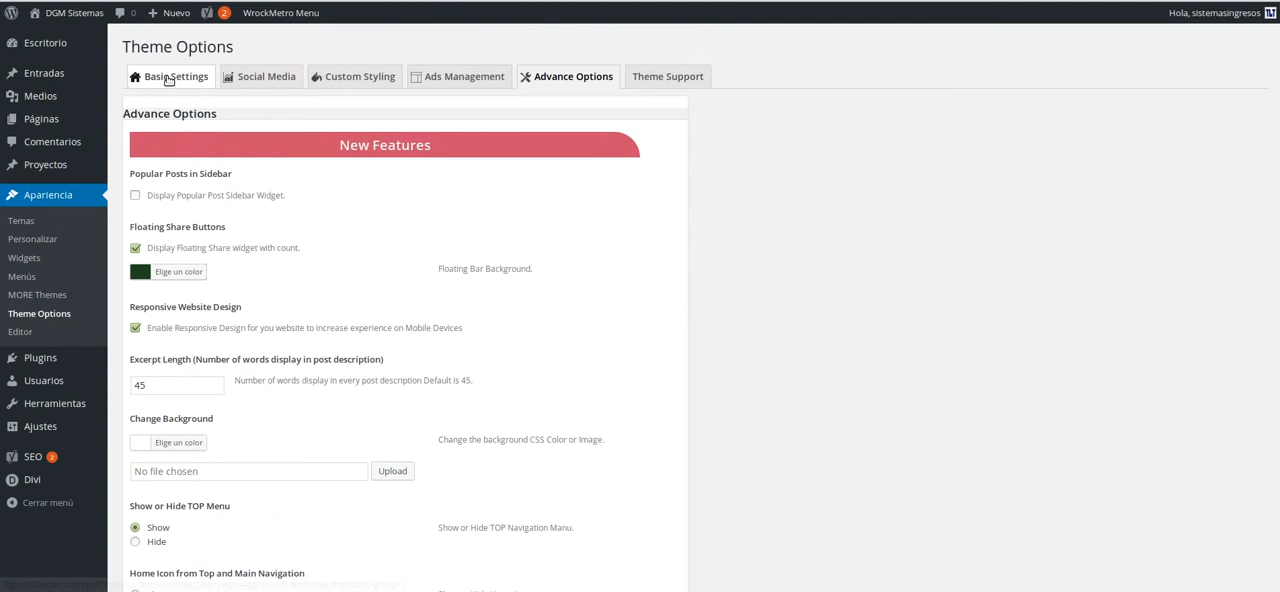 DGM Sistemas 0 Nuevo 2 WrockMetro Menu Hola, sistemasingresos
Escritorio
Entradas
Medios
Páginas
Comentarios
Proyectos
Apariencia
Temas
Personalizar
Widgets
Menús
MORE Themes
Theme Options
Editor
Plugins
Usuarios
Herramientas
Ajustes
SEO 2
Divi
Cerrar menú
Theme Options
Basic Settings Social Media Custom Styling Ads Management Advance Options Theme Support
Advance Options
New Features
Popular Posts in Sidebar
Display Popular Post Sidebar Widget.
Floating Share Buttons
Display Floating Share widget with count.
Elige un color Floating Bar Background.
Responsive Website Design
Enable Responsive Design for you website to increase experience on Mobile Devices
Excerpt Length (Number of words display in post description)
45 Number of words display in every post description Default is 45.
Change Background
Elige un color Change the background CSS Color or Image.
No file chosen Upload
Show or Hide TOP Menu
Show Show or Hide TOP Navigation Manu.
Hide
Home Icon from Top and Main Navigation